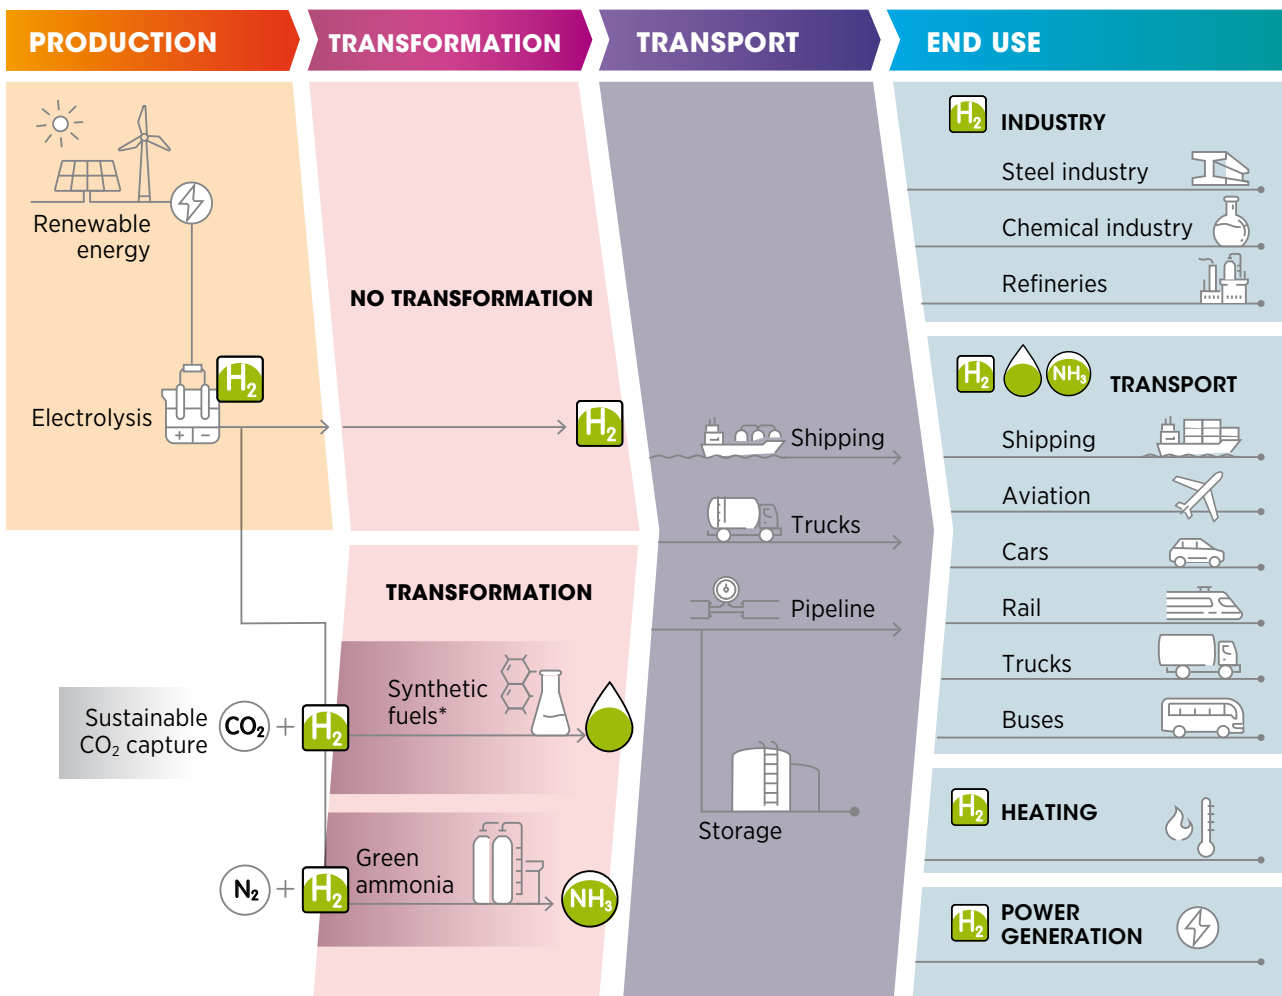 PRODUCTION
TRANSFORMATION
TRANSPORT
END USE
Renewable
energy
H2
Electrolysis
NO TRANSFORMATION
H2
TRANSFORMATION
Sustainable
CO2 capture
CO2 + H2
Synthetic
fuels*
N2 + H2
Green
ammonia
NH3
Shipping
Trucks
Pipeline
Storage
H2 INDUSTRY
Steel industry
Chemical industry
Refineries
H2 NH3 TRANSPORT
Shipping
Aviation
Cars
Rail
Trucks
Buses
H2 HEATING
H2 POWER
GENERATION